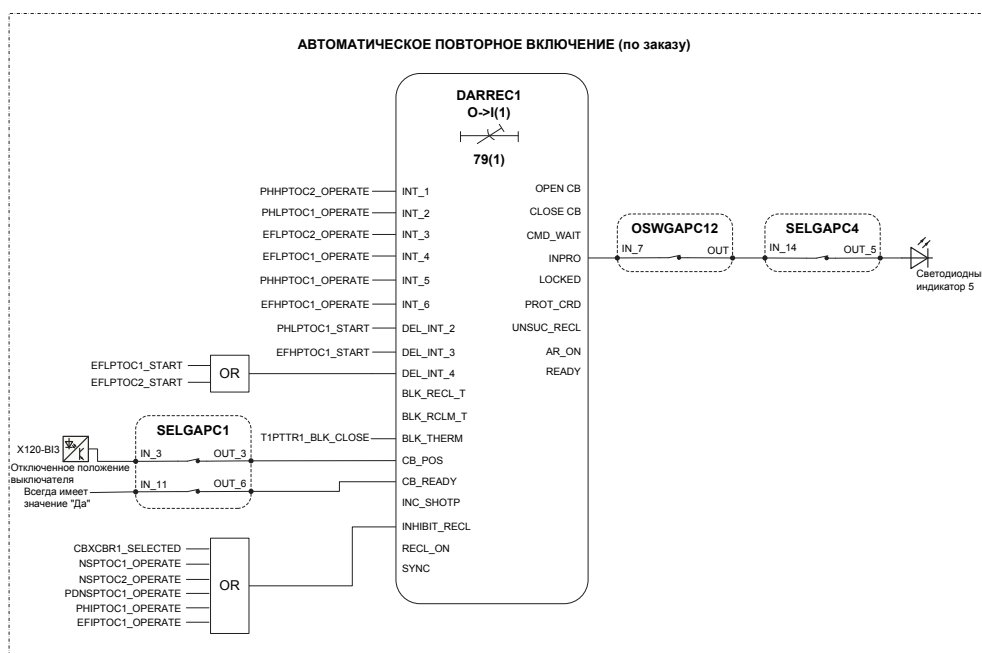 АВТОМАТИЧЕСКОЕ ПОВТОРНОЕ ВКЛЮЧЕНИЕ (по заказу)
DARREC1
O->I(1)
79(1)
PHHPTOC2_OPERATE INT_1 OPEN CB
PHLPTOC1_OPERATE INT_2 CLOSE CB
EFLPTOC2_OPERATE INT_3 CMD_WAIT
EFLPTOC1_OPERATE INT_4 INPRO
PHHPTOC1_OPERATE INT_5 LOCKED
EFHPTOC1_OPERATE INT_6 PROT_CRD
PHLPTOC1_START DEL_INT_2 UNSUC_RECL
EFHPTOC1_START DEL_INT_3 AR_ON
DEL_INT_4 READY
OSWGAPC12
IN_7 OUT
SELGAPC4
IN_14 OUT_5
Светодиодны
индикатор 5
EFLPTOC1_START
EFLPTOC2_START
OR
BLK_RECL_T
BLK_RCLM_T
T1PTTR1_BLK_CLOSE BLK_THERM
SELGAPC1
X120-BI3
IN_3 OUT_3
CB_POS
Отключенное положение
выключателя
Всегда имеет
значение "Да"
IN_11 OUT_6
CB_READY
INC_SHOTP
INHIBIT_RECL
RECL_ON
SYNC
CBXCBR1_SELECTED
NSPTOC1_OPERATE
NSPTOC2_OPERATE
PDNSPTOC1_OPERATE
PHIPTOC1_OPERATE
EFIPTOC1_OPERATE
OR